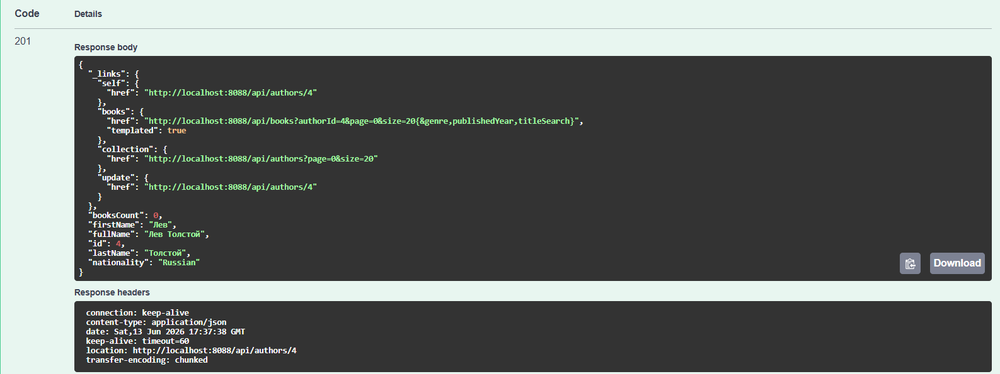 Code Details
201
Response body
{
  "_links": {
    "self": {
      "href": "http://localhost:8088/api/authors/4"
    },
    "books": {
      "href": "http://localhost:8088/api/books?authorId=4&page=0&size=20{&genre,publishedYear,titleSearch}",
      "templated": true
    },
    "collection": {
      "href": "http://localhost:8088/api/authors?page=0&size=20"
    },
    "update": {
      "href": "http://localhost:8088/api/authors/4"
    }
  },
  "booksCount": 0,
  "firstName": "Лев",
  "fullName": "Лев Толстой",
  "id": 4,
  "lastName": "Толстой",
  "nationality": "Russian"
}
Download
Response headers
connection: keep-alive
content-type: application/json
date: Sat,13 Jun 2026 17:37:38 GMT
keep-alive: timeout=60
location: http://localhost:8088/api/authors/4
transfer-encoding: chunked